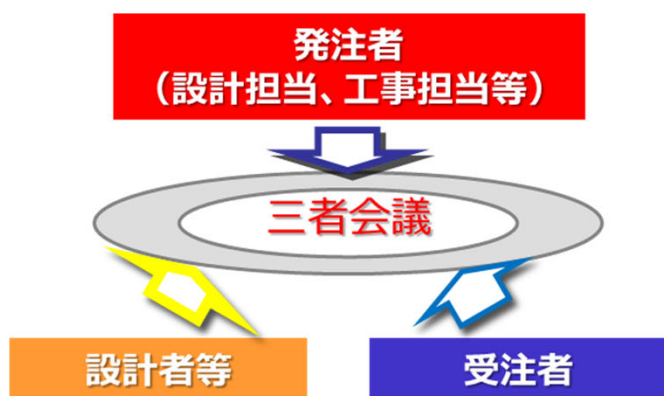 発注者
（設計担当、工事担当等）
三者会議
設計者等
受注者